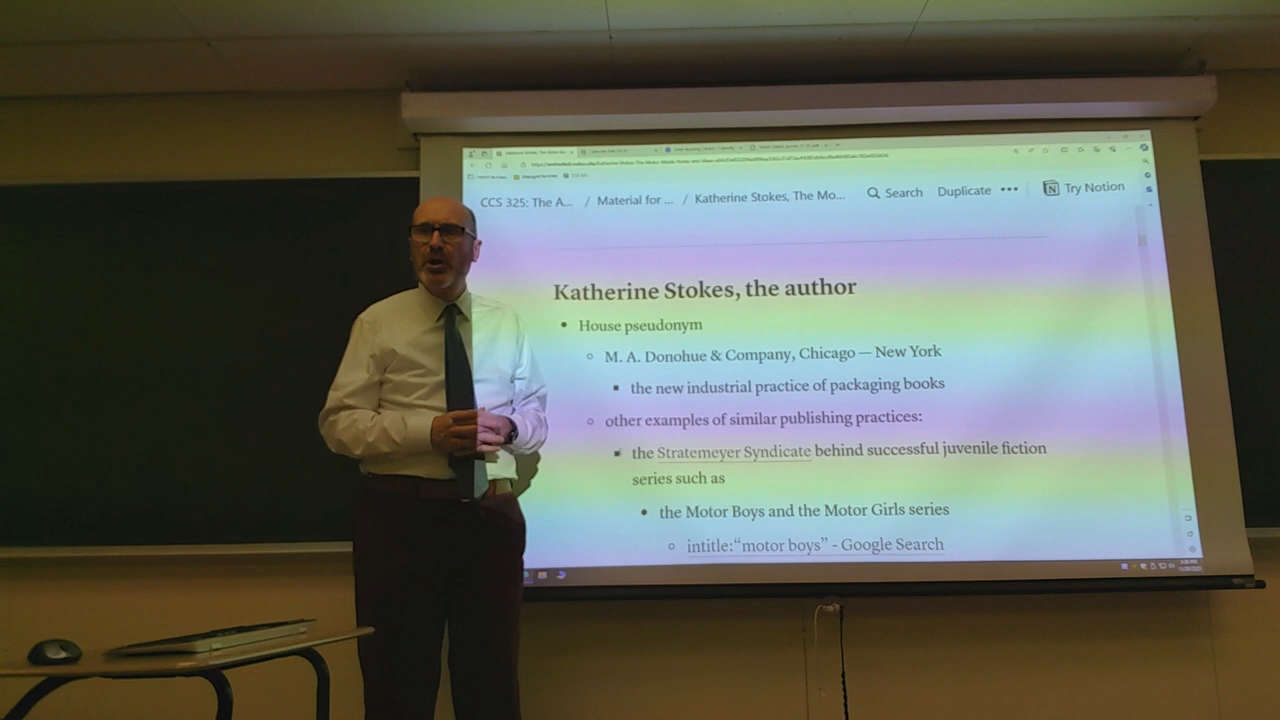 CCS 325: The A... / Material for ... / Katherine Stokes, The Mo... Search Duplicate ••• Try Notion
Katherine Stokes, the author
• House pseudonym
◦ M. A. Donohue & Company, Chicago — New York
▪ the new industrial practice of packaging books
◦ other examples of similar publishing practices:
▪ the Stratemeyer Syndicate behind successful juvenile fiction
series such as
• the Motor Boys and the Motor Girls series
◦ intitle:“motor boys” - Google Search